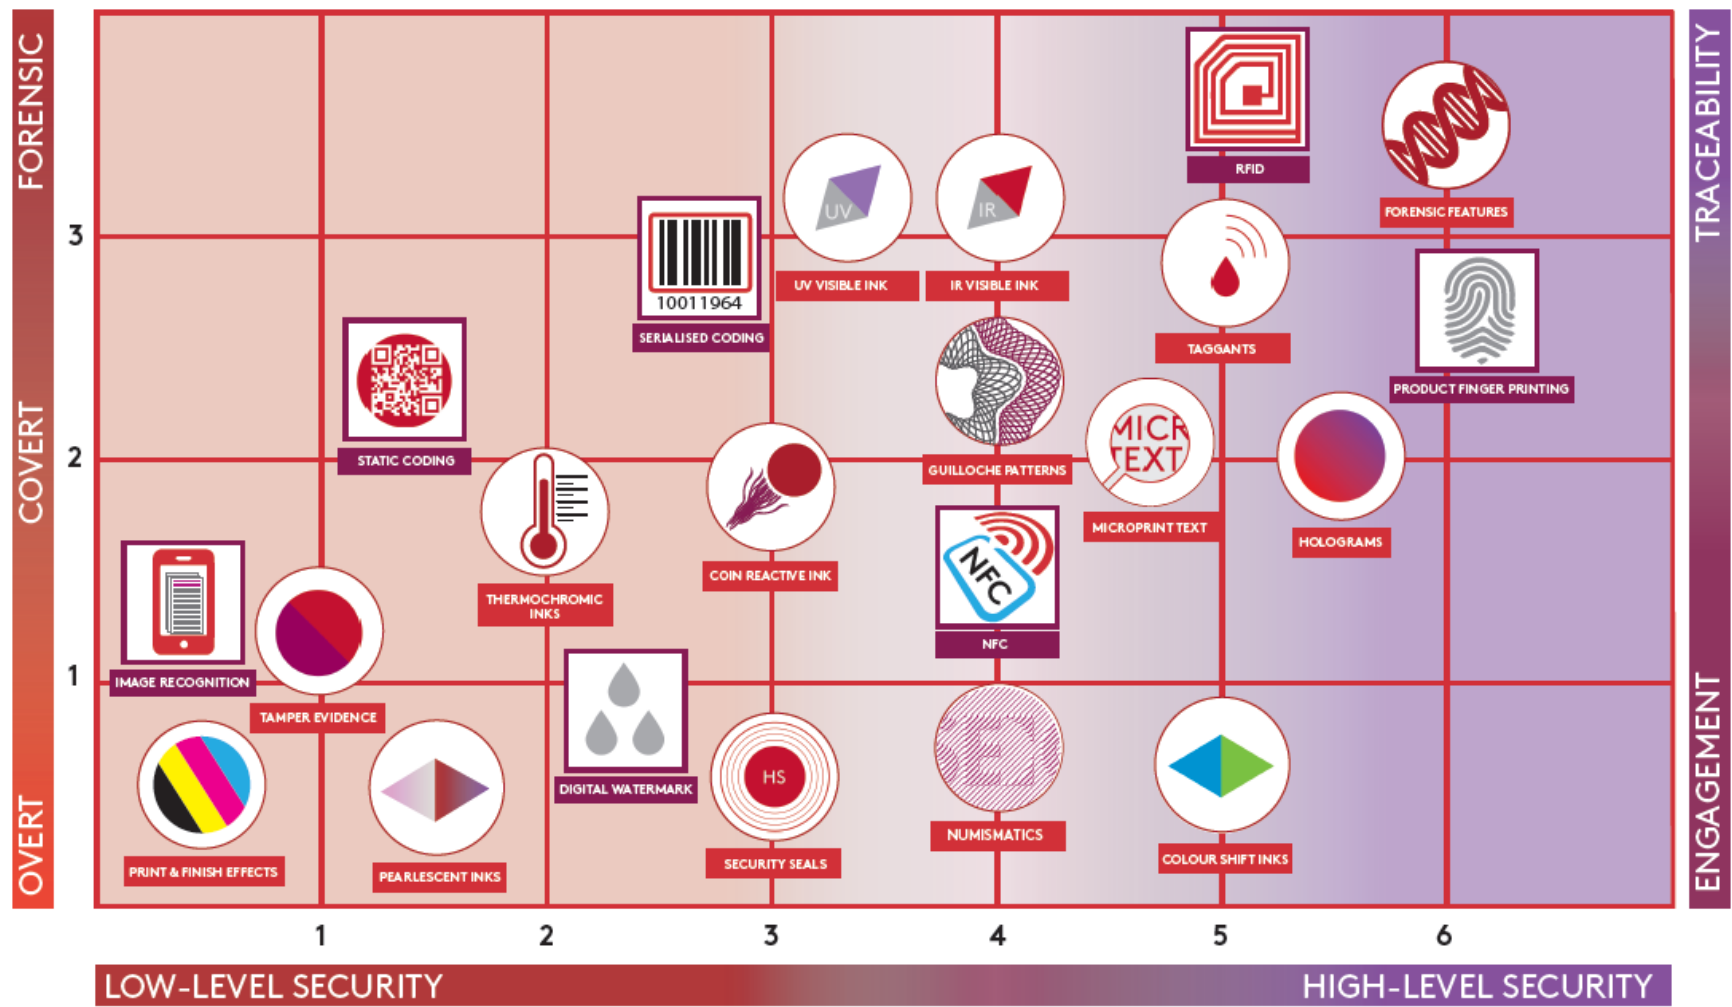 FORENSIC
COVERT
OVERT
TRACEABILITY
ENGAGEMENT
3
2
1
RFID
FORENSIC FEATURES
UV
UV VISIBLE INK
IR
IR VISIBLE INK
10011964
SERIALISED CODING
TAGGANTS
PRODUCT FINGER PRINTING
STATIC CODING
GUILLOCHE PATTERNS
MICR
TEXT
MICROPRINT TEXT
HOLOGRAMS
THERMOCHROMIC
INKS
COIN REACTIVE INK
NFC
NFC
IMAGE RECOGNITION
TAMPER EVIDENCE
DIGITAL WATERMARK
HS
SECURITY SEALS
SEI
NUMISMATICS
COLOUR SHIFT INKS
PRINT & FINISH EFFECTS
PEARLESCENT INKS
1
2
3
4
5
6
LOW-LEVEL SECURITY
HIGH-LEVEL SECURITY